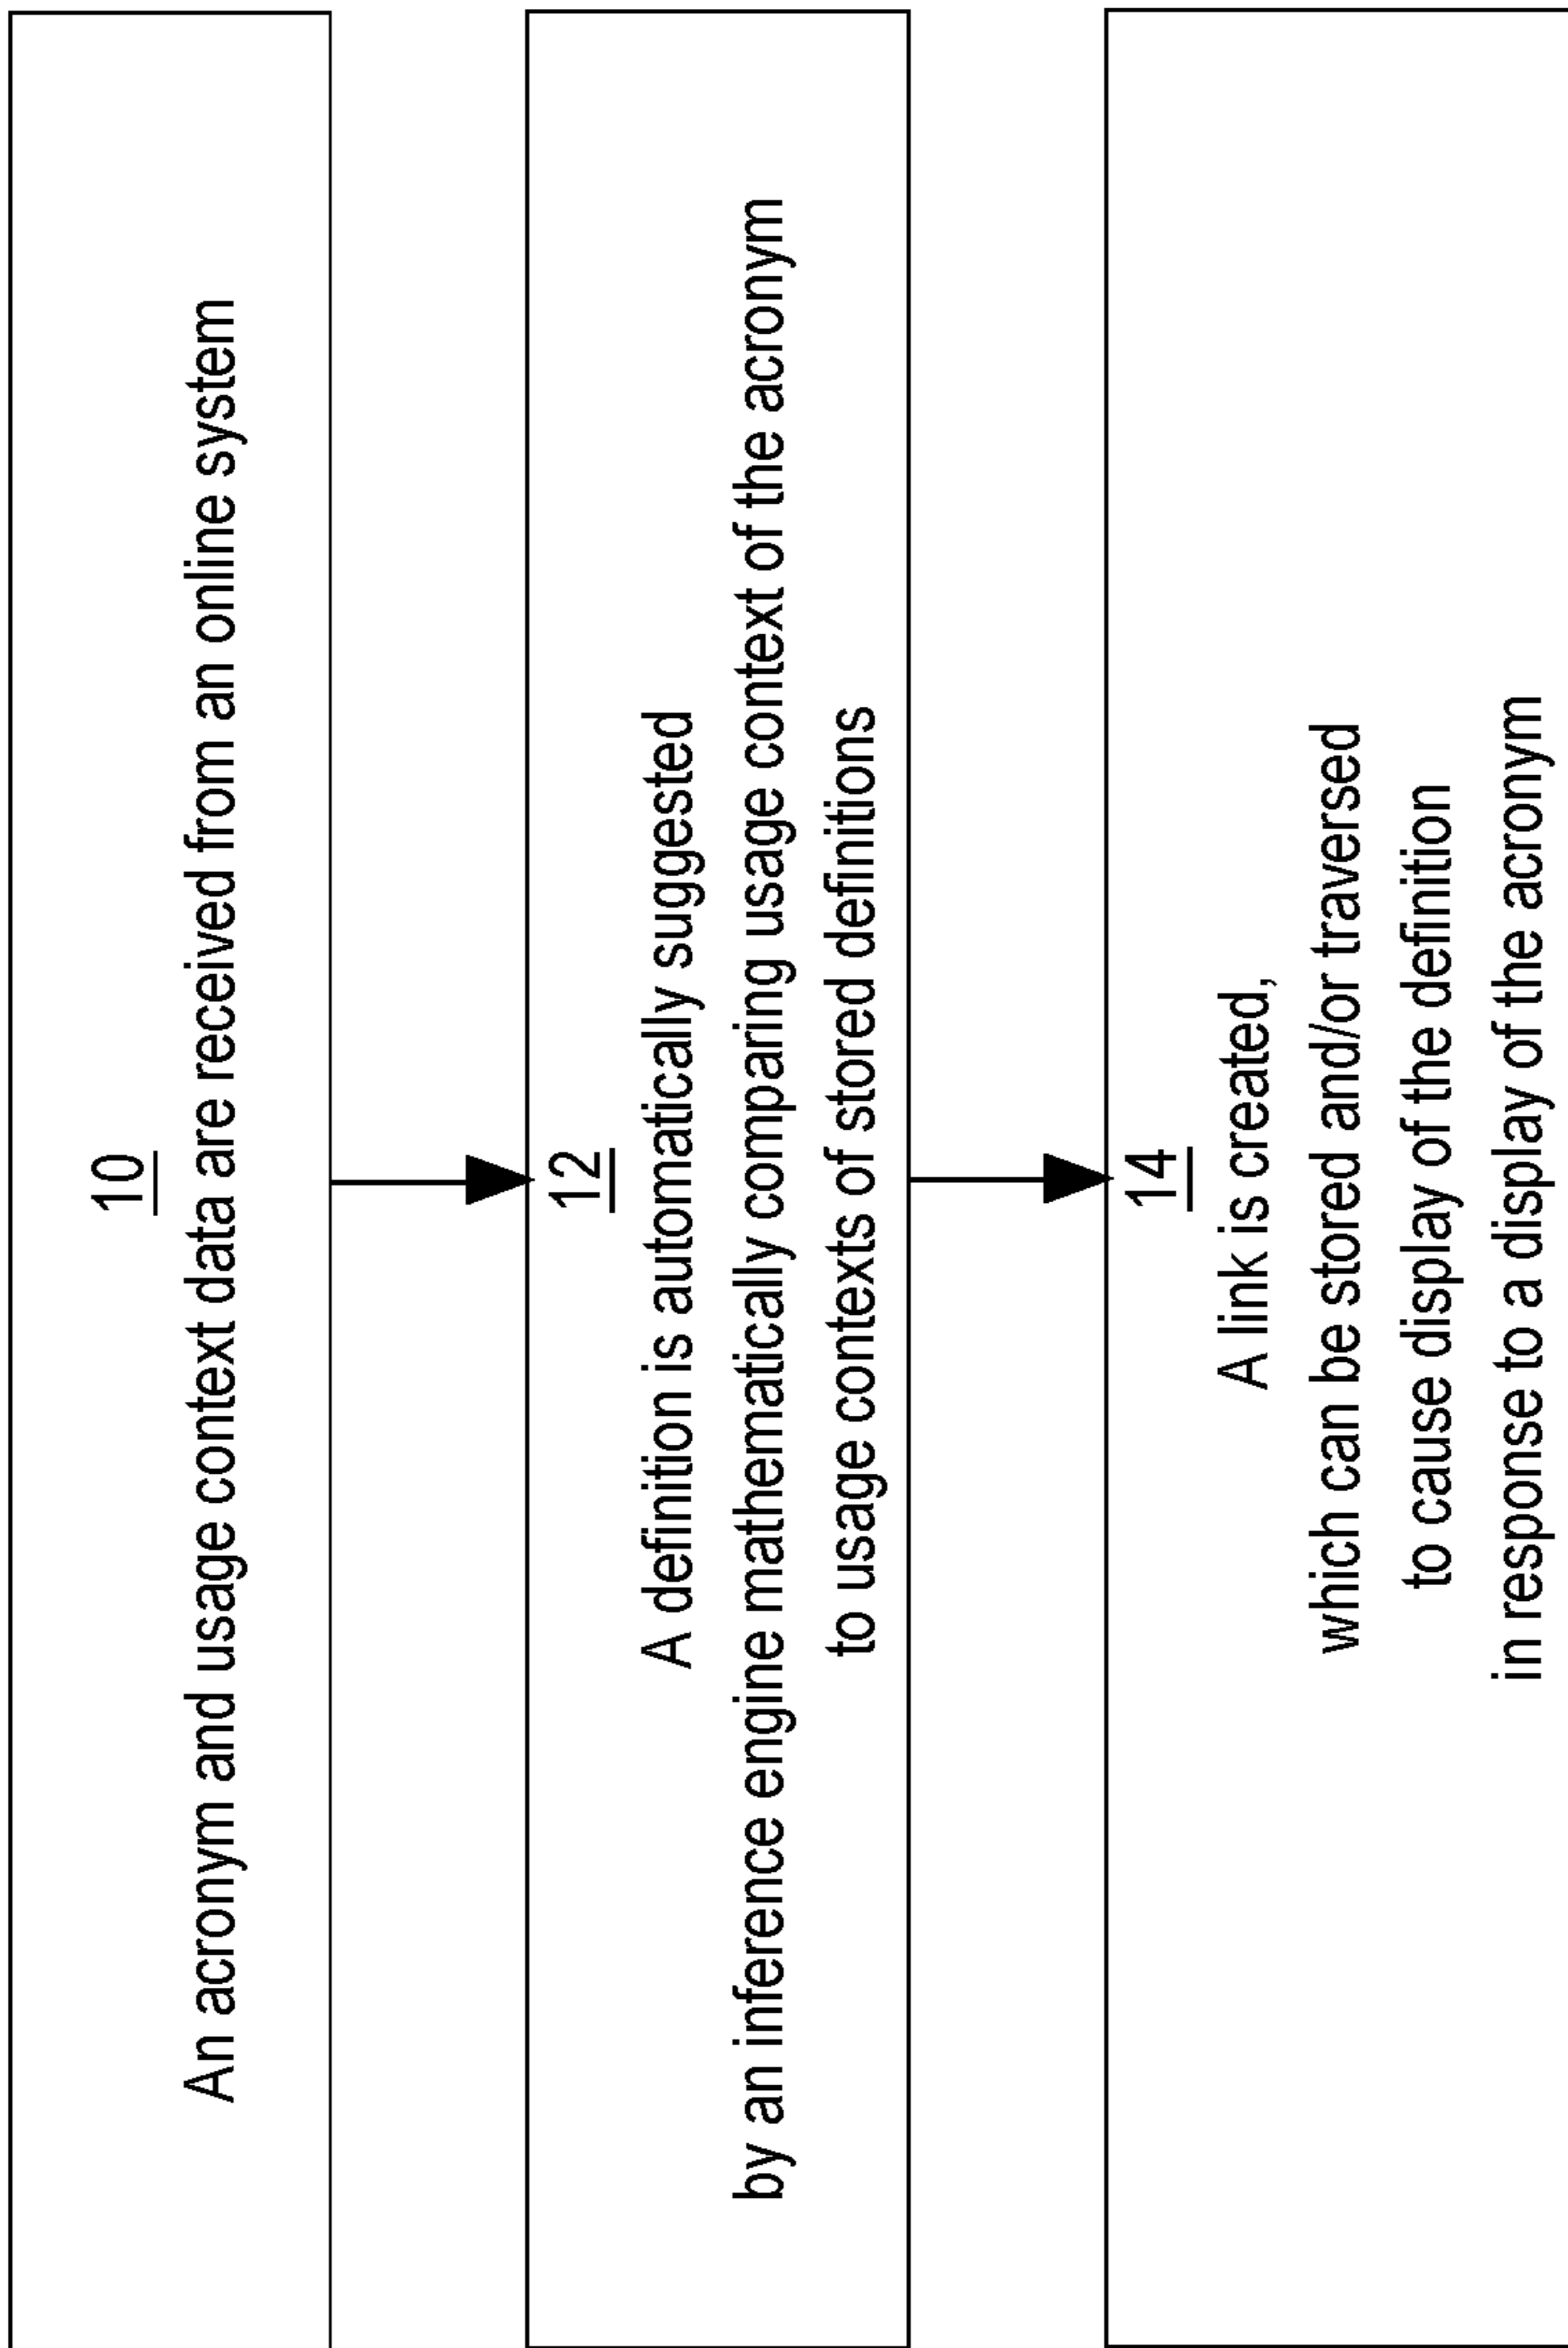 10
An acronym and usage context data are received from an online system
12
A definition is automatically suggested
by an inference engine mathematically comparing usage context of the acronym
to usage contexts of stored definitions
14
A link is created,
which can be stored and/or traversed
to cause display of the definition
in response to a display of the acronym